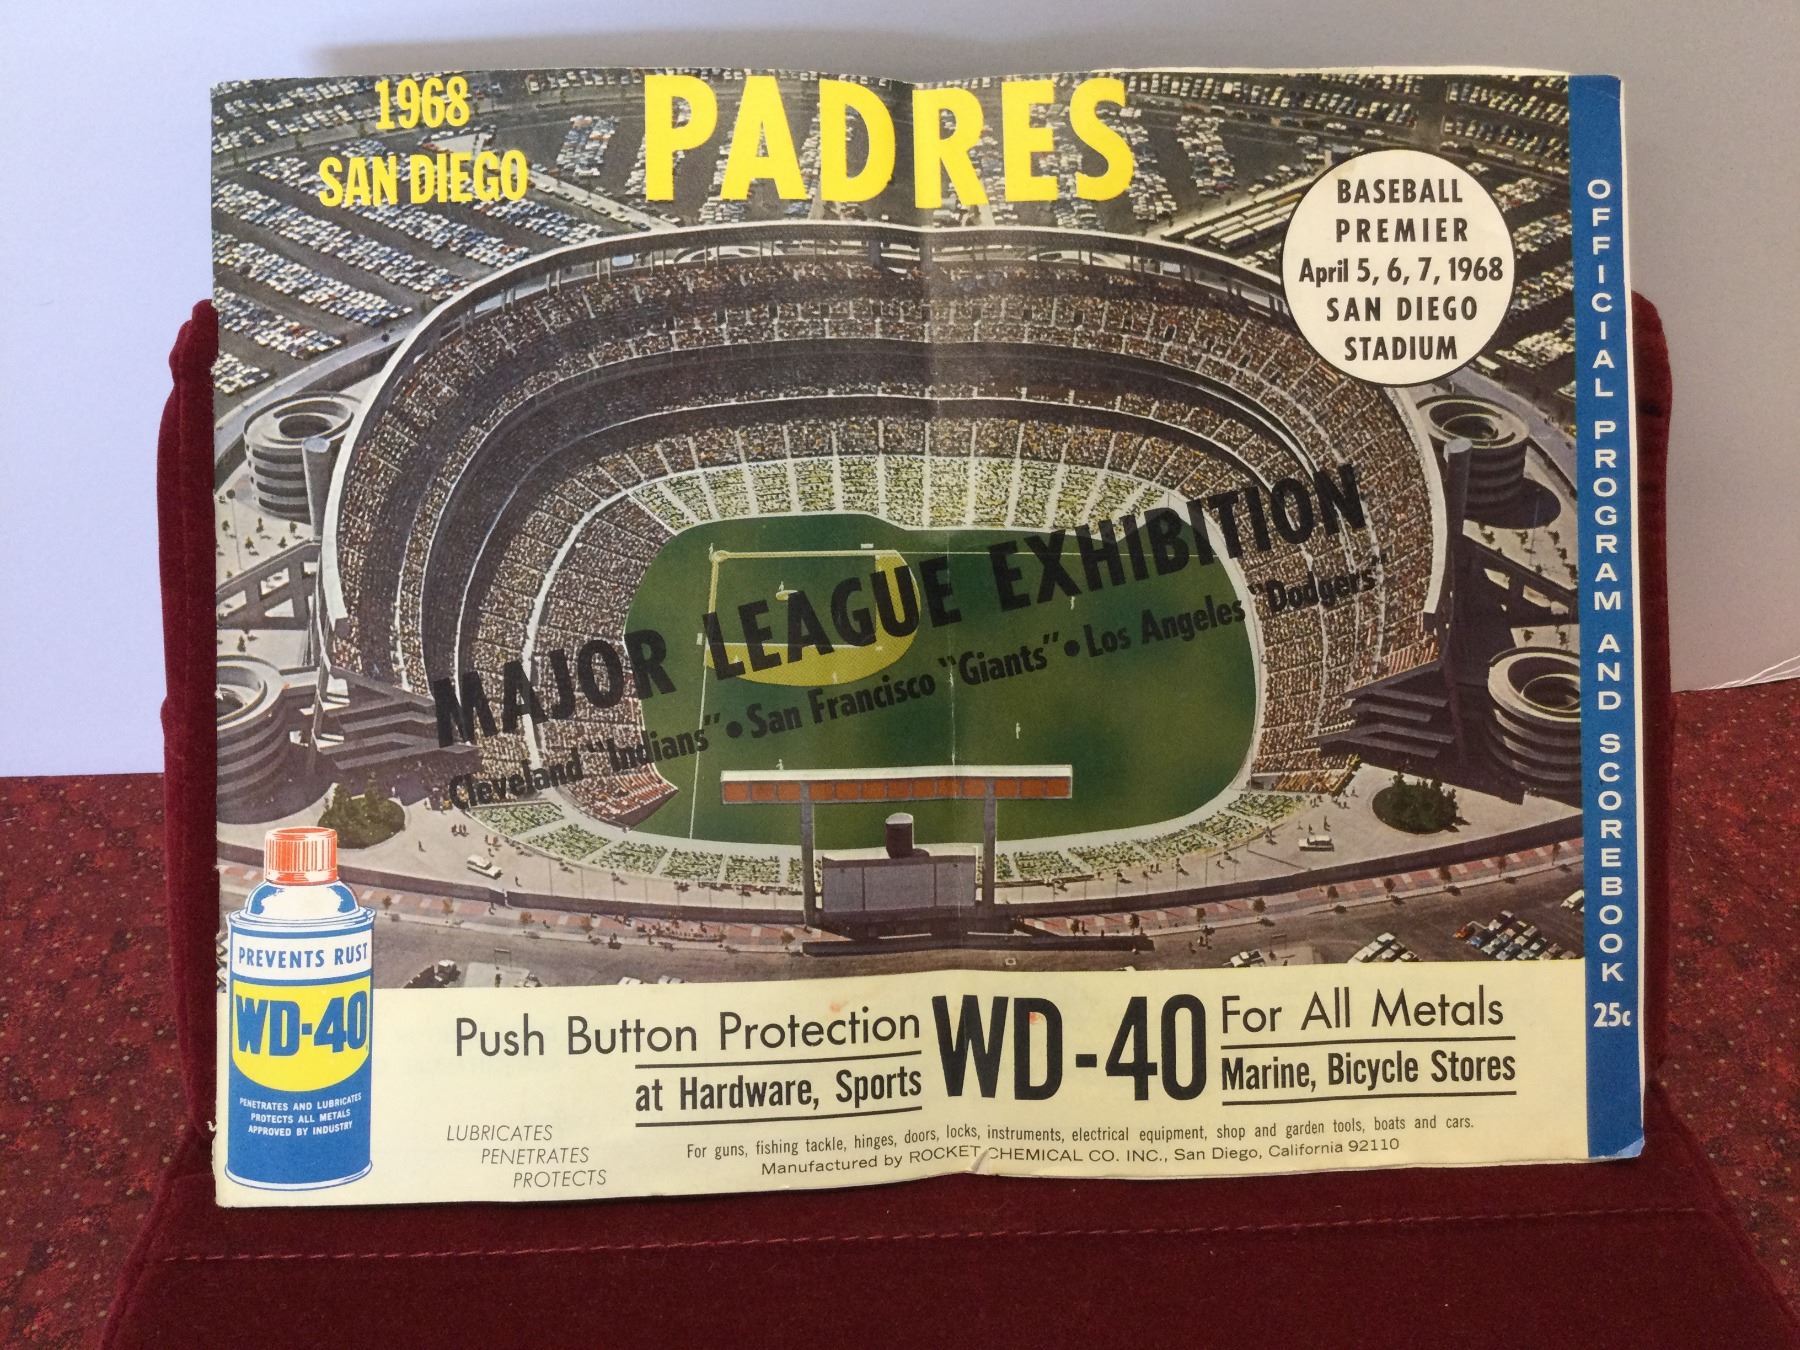 1968
SAN DIEGO
PADRES
BASEBALL
PREMIER
April 5, 6, 7, 1968
SAN DIEGO
STADIUM
OFFICIAL PROGRAM AND SCOREBOOK
25c
MAJOR LEAGUE EXHIBITION
Cleveland "Indians" • San Francisco "Giants" • Los Angeles "Dodgers"
PREVENTS RUST
WD-40
PENETRATES AND LUBRICATES
PROTECTS ALL METALS
APPROVED BY INDUSTRY
Push Button Protection
at Hardware, Sports
WD-40
For All Metals
Marine, Bicycle Stores
LUBRICATES
PENETRATES
PROTECTS
For guns, fishing tackle, hinges, doors, locks, instruments, electrical equipment, shop and garden tools, boats and cars.
Manufactured by ROCKET CHEMICAL CO. INC., San Diego, California 92110